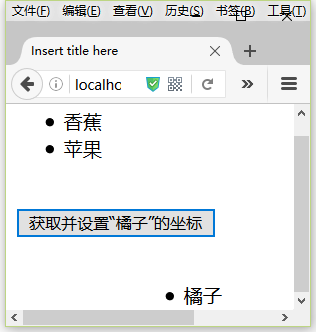 文件(F) 编辑(E) 查看(V) 历史(S) 书签(B) 工具(T)
Insert title here
localhc
香蕉
苹果
获取并设置“橘子”的坐标
橘子